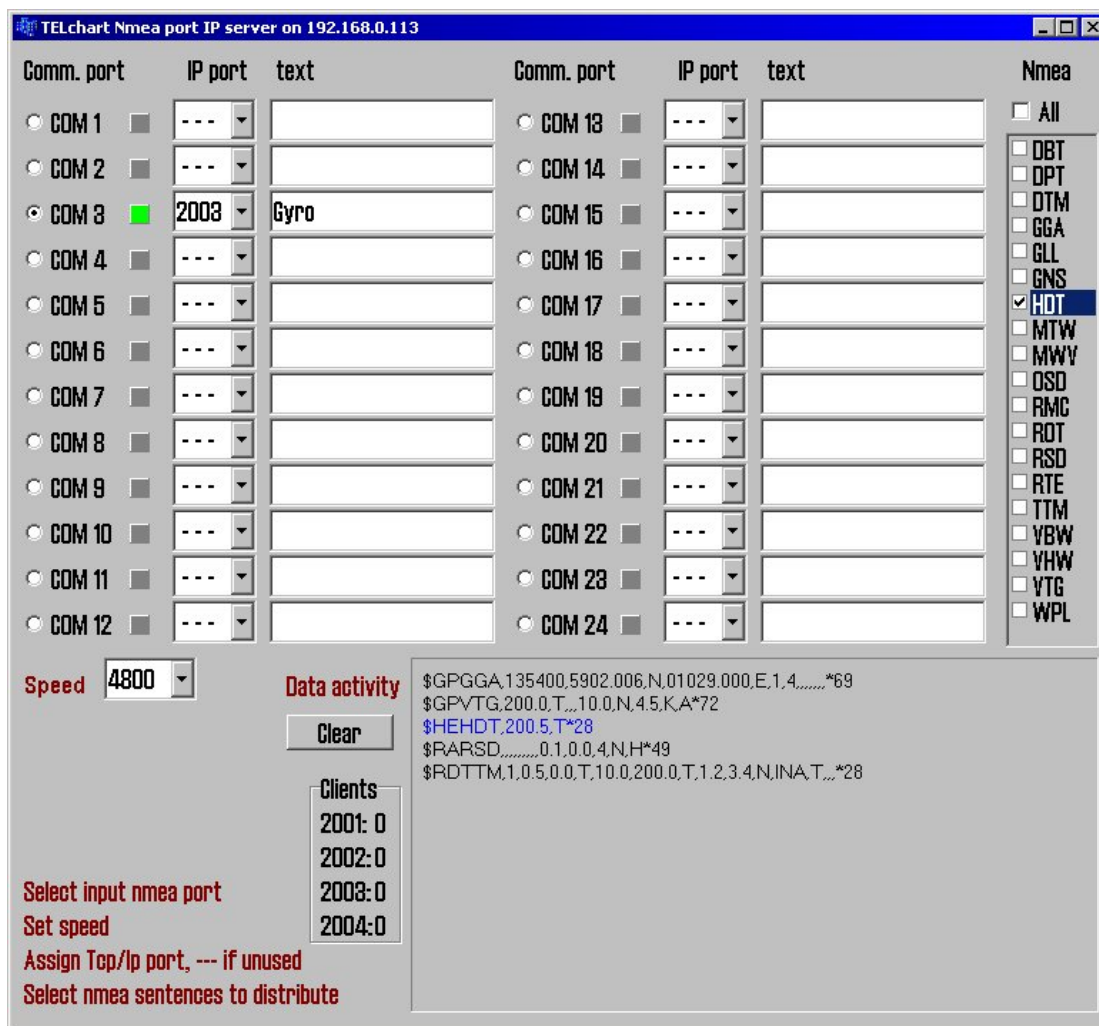 TELchart Nmea port IP server on 192.168.0.113
Comm. port IP port text Comm. port IP port text Nmea
All
COM 1 --- COM 13 ---
COM 2 --- COM 14 ---
COM 3 2003 Gyro COM 15 ---
COM 4 --- COM 16 ---
COM 5 --- COM 17 ---
COM 6 --- COM 18 ---
COM 7 --- COM 19 ---
COM 8 --- COM 20 ---
COM 9 --- COM 21 ---
COM 10 --- COM 22 ---
COM 11 --- COM 23 ---
COM 12 --- COM 24 ---
DBT
DPT
DTM
GGA
GLL
GNS
HDT
MTW
MWV
OSD
RMC
ROT
RSD
RTE
TTM
VBW
VHW
VTG
WPL
Speed 4800
Data activity
Clear
$GPGGA,135400,5902.006,N,01029.000,E,1,4,,,,,,,*69
$GPVTG,200.0,T,,,10.0,N,4.5,K,A*72
$HEHDT,200.5,T*28
$RARSD,,,,,,,,,0.1,0.0,4,N,H*49
$RDTTM,1,0.5,0.0,T,10.0,200.0,T,1.2,3.4,N,INA,T,,,*28
Clients
2001: 0
2002:0
2003:0
2004:0
Select input nmea port
Set speed
Assign Tcp/Ip port, --- if unused
Select nmea sentences to distribute